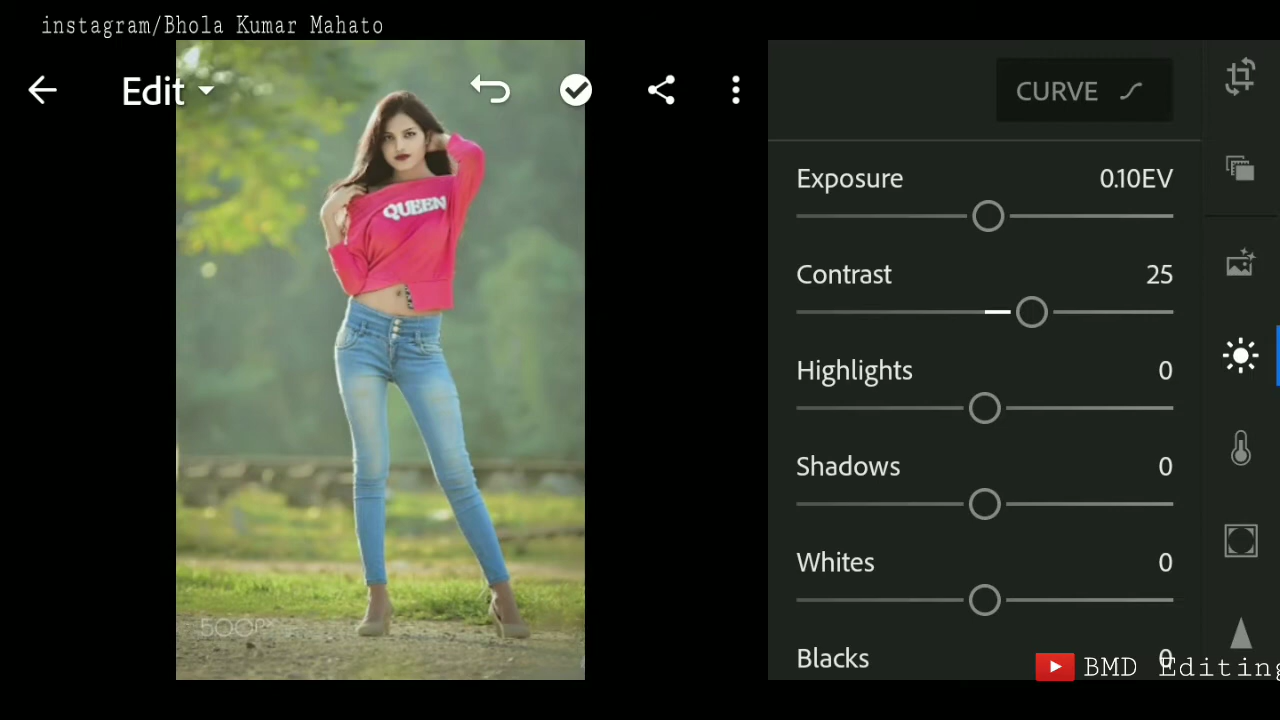 instagram/Bhola Kumar Mahato
Edit
CURVE
QUEEN
Exposure 0.10EV
Contrast 25
Highlights 0
Shadows 0
Whites 0
Blacks 0
500px
BMD Editing